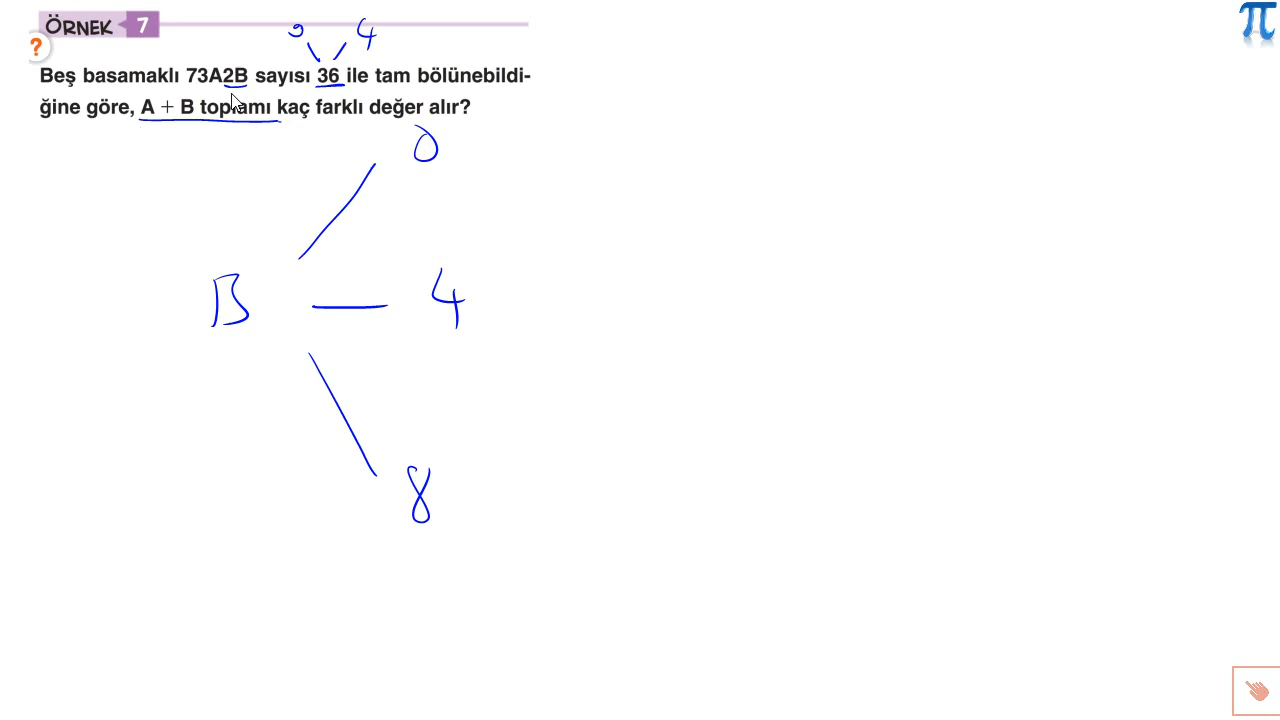 ÖRNEK 7
9 4
?
Beş basamaklı 73A2B sayısı 36 ile tam bölünebildi-
ğine göre, A + B toplamı kaç farklı değer alır?
0
B 4
8
π